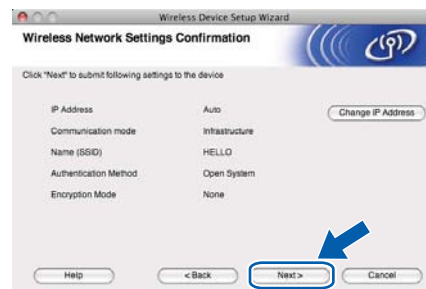 Wireless Device Setup Wizard
Wireless Network Settings Confirmation
Click "Next" to submit following settings to the device
IP Address Auto Change IP Address
Communication mode Infrastructure
Name (SSID) HELLO
Authentication Method Open System
Encryption Mode None
Help < Back Next > Cancel